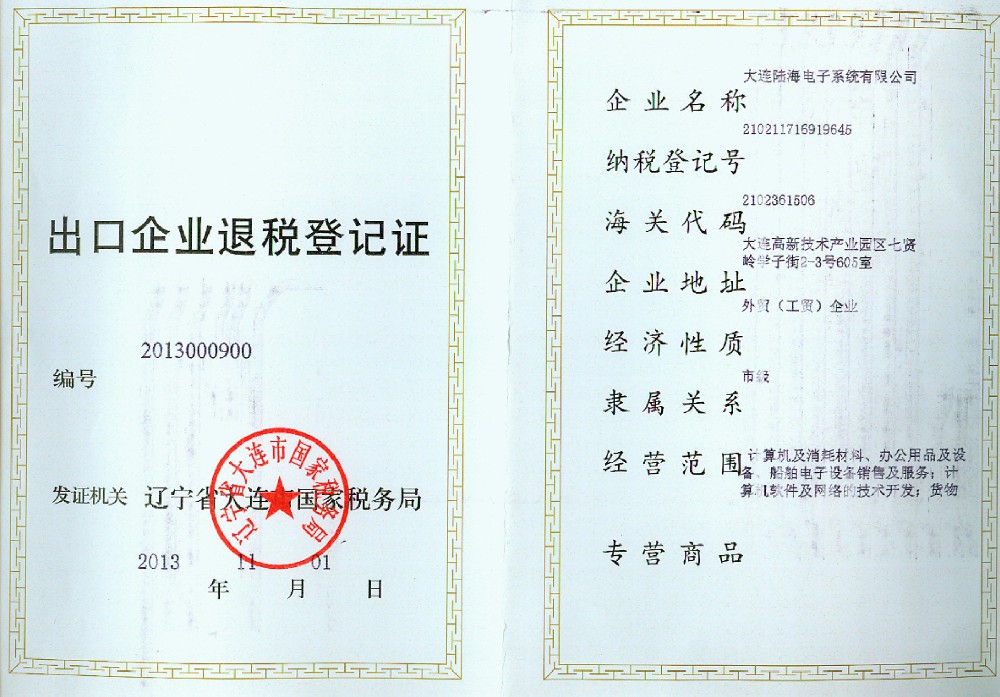 出口企业退税登记证
2013000900
编号
发证机关 辽宁省大连市国家税务局
辽宁省大连市国家税务局
2013 11 01
年 月 日
大连陆海电子系统有限公司
企业名称
210211716919645
纳税登记号
2102361506
海关代码
大连高新技术产业园区七贤
岭学子街2-3号605室
企业地址
外贸（工贸）企业
经济性质
市级
隶属关系
计算机及消耗材料、办公用品及设
备、船舶电子设备销售及服务；计
算机软件及网络的技术开发；货物
经营范围
专营商品